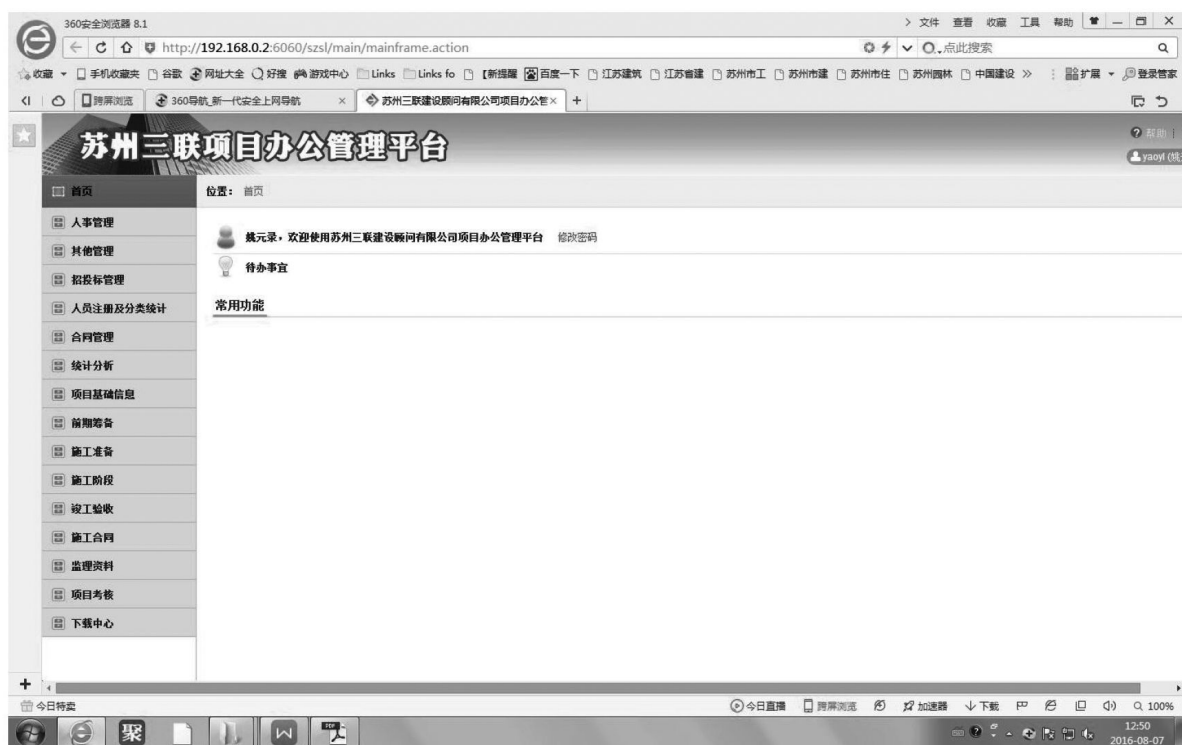 360安全浏览器 8.1
文件 查看 收藏 工具 帮助
http://192.168.0.2:6060/szsl/main/mainframe.action
点此搜索
收藏 手机收藏夹 谷歌 网址大全 好搜 游戏中心 Links Links fo 【新提醒 百度一下 江苏建筑 江苏省建 苏州市工 苏州市建 苏州市住 苏州园林 中国建设 扩展 登录管家
跨屏浏览 360导航_新一代安全上网导航 苏州三联建设顾问有限公司项目办公管
苏州三联项目办公管理平台
帮助
yaoyl (姚
首页
位置： 首页
人事管理
姚元录，欢迎使用苏州三联建设顾问有限公司项目办公管理平台 修改密码
其他管理
待办事宜
招投标管理
人员注册及分类统计
常用功能
合同管理
统计分析
项目基础信息
前期筹备
施工准备
施工阶段
竣工验收
施工合同
监理资料
项目考核
下载中心
今日特卖
今日直播 跨屏浏览 加速器 下载 100%
聚 PDF
12:50
2016-08-07